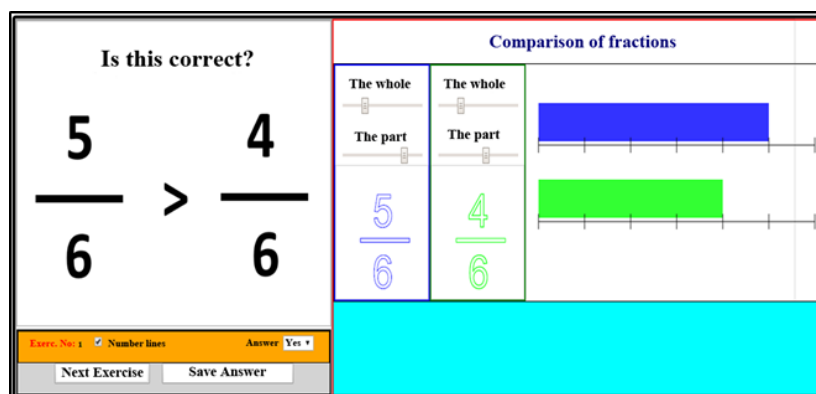 Is this correct?
5
6
>
4
6
Exerc. No: 1 Number lines Answer Yes
Next Exercise Save Answer
Comparison of fractions
The whole The whole
The part The part
5 4
6 6